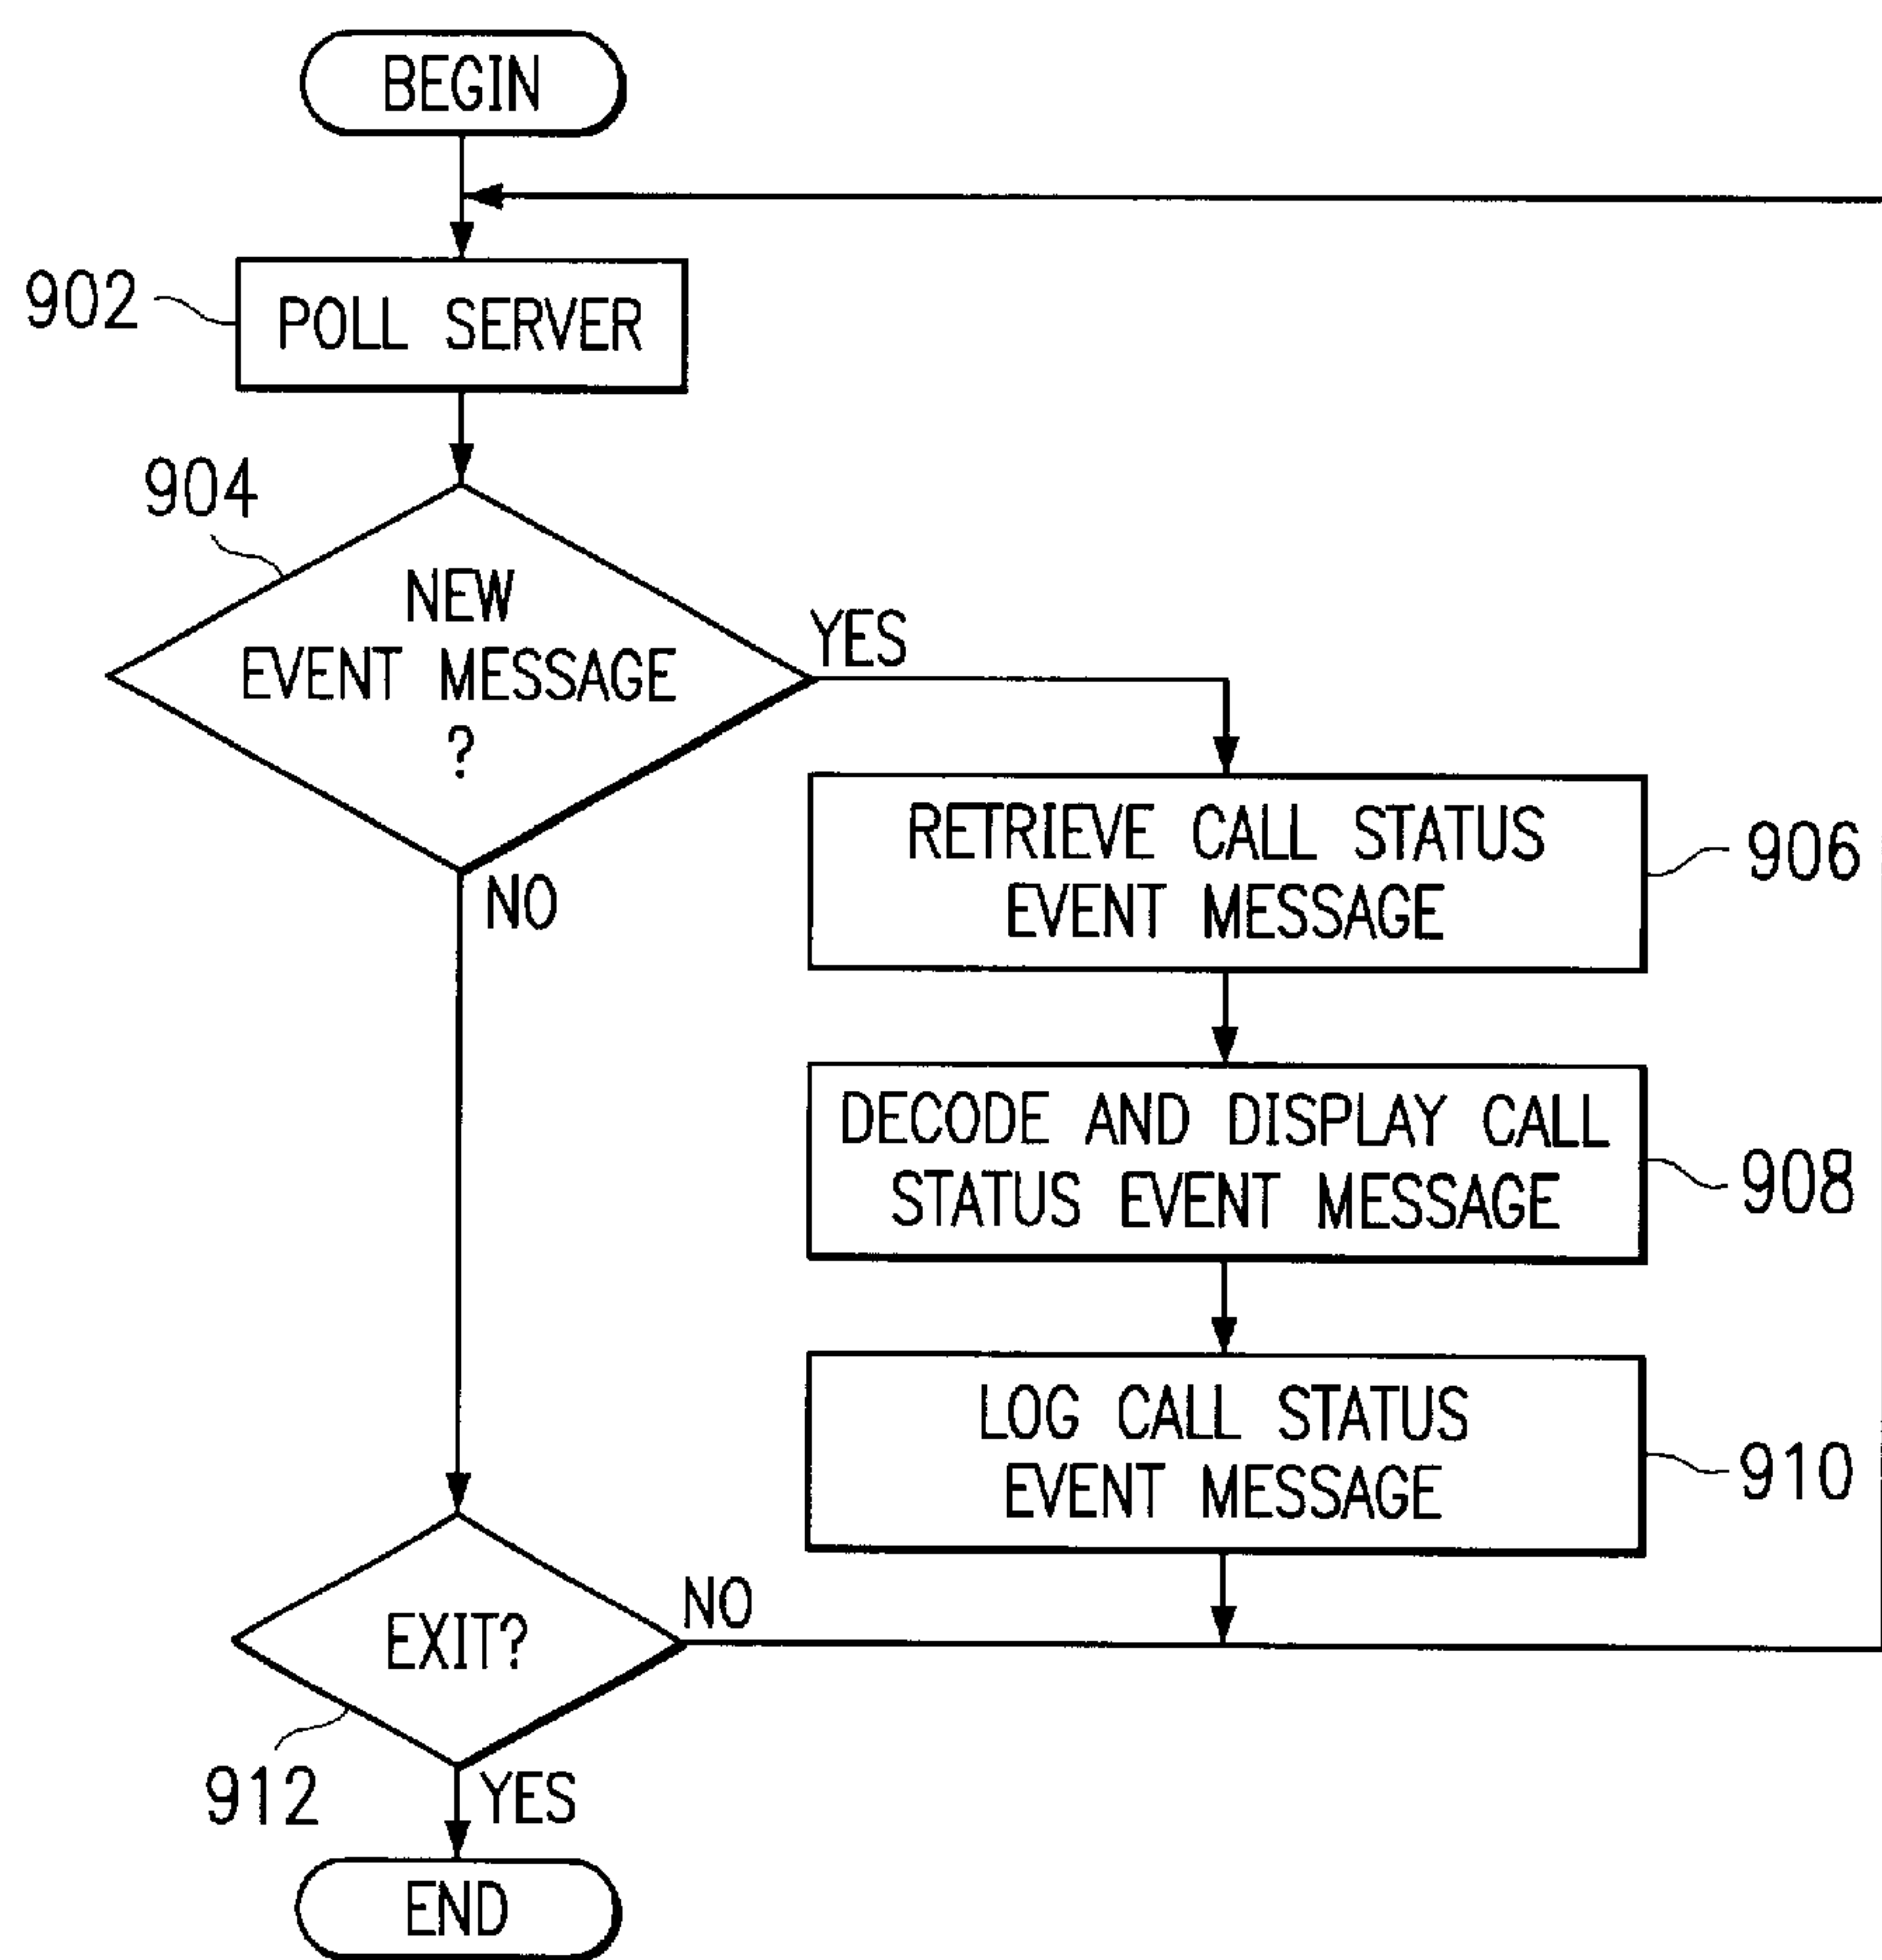 BEGIN
902
POLL SERVER
904
NEW
EVENT MESSAGE
?
YES
NO
RETRIEVE CALL STATUS
EVENT MESSAGE
906
DECODE AND DISPLAY CALL
STATUS EVENT MESSAGE
908
LOG CALL STATUS
EVENT MESSAGE
910
EXIT?
NO
912
YES
END